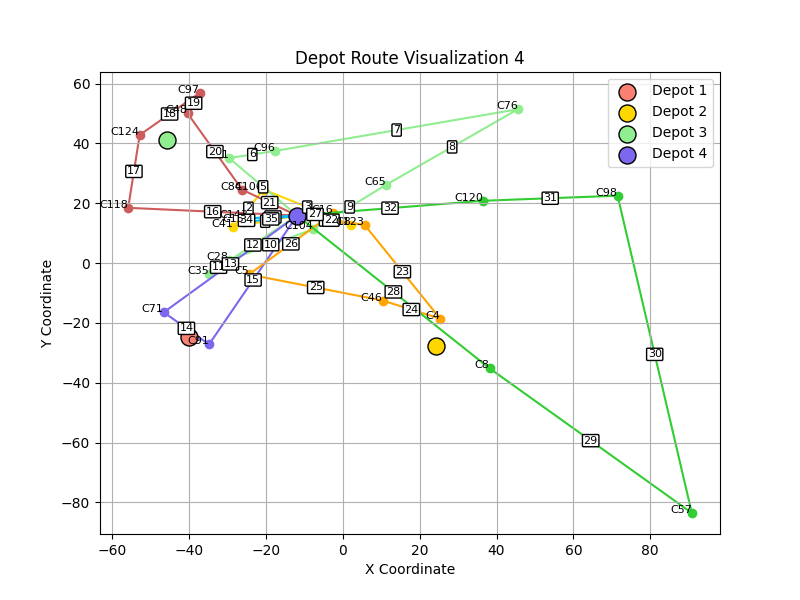 Depot Route Visualization 4
Depot 1
Depot 2
Depot 3
Depot 4
Y Coordinate
60
40
20
0
−20
−40
−60
−80
−60
−40
−20
0
20
40
60
80
X Coordinate
C97
C48
C124
C118
C96
C76
C65
C120
C98
C41
C104
C28
C35
C5
C71
C91
C46
C4
C8
C57
2
5
6
7
8
9
10
12
13
14
15
16
17
18
19
20
21
22
23
24
25
26
27
28
29
30
31
32
34
35